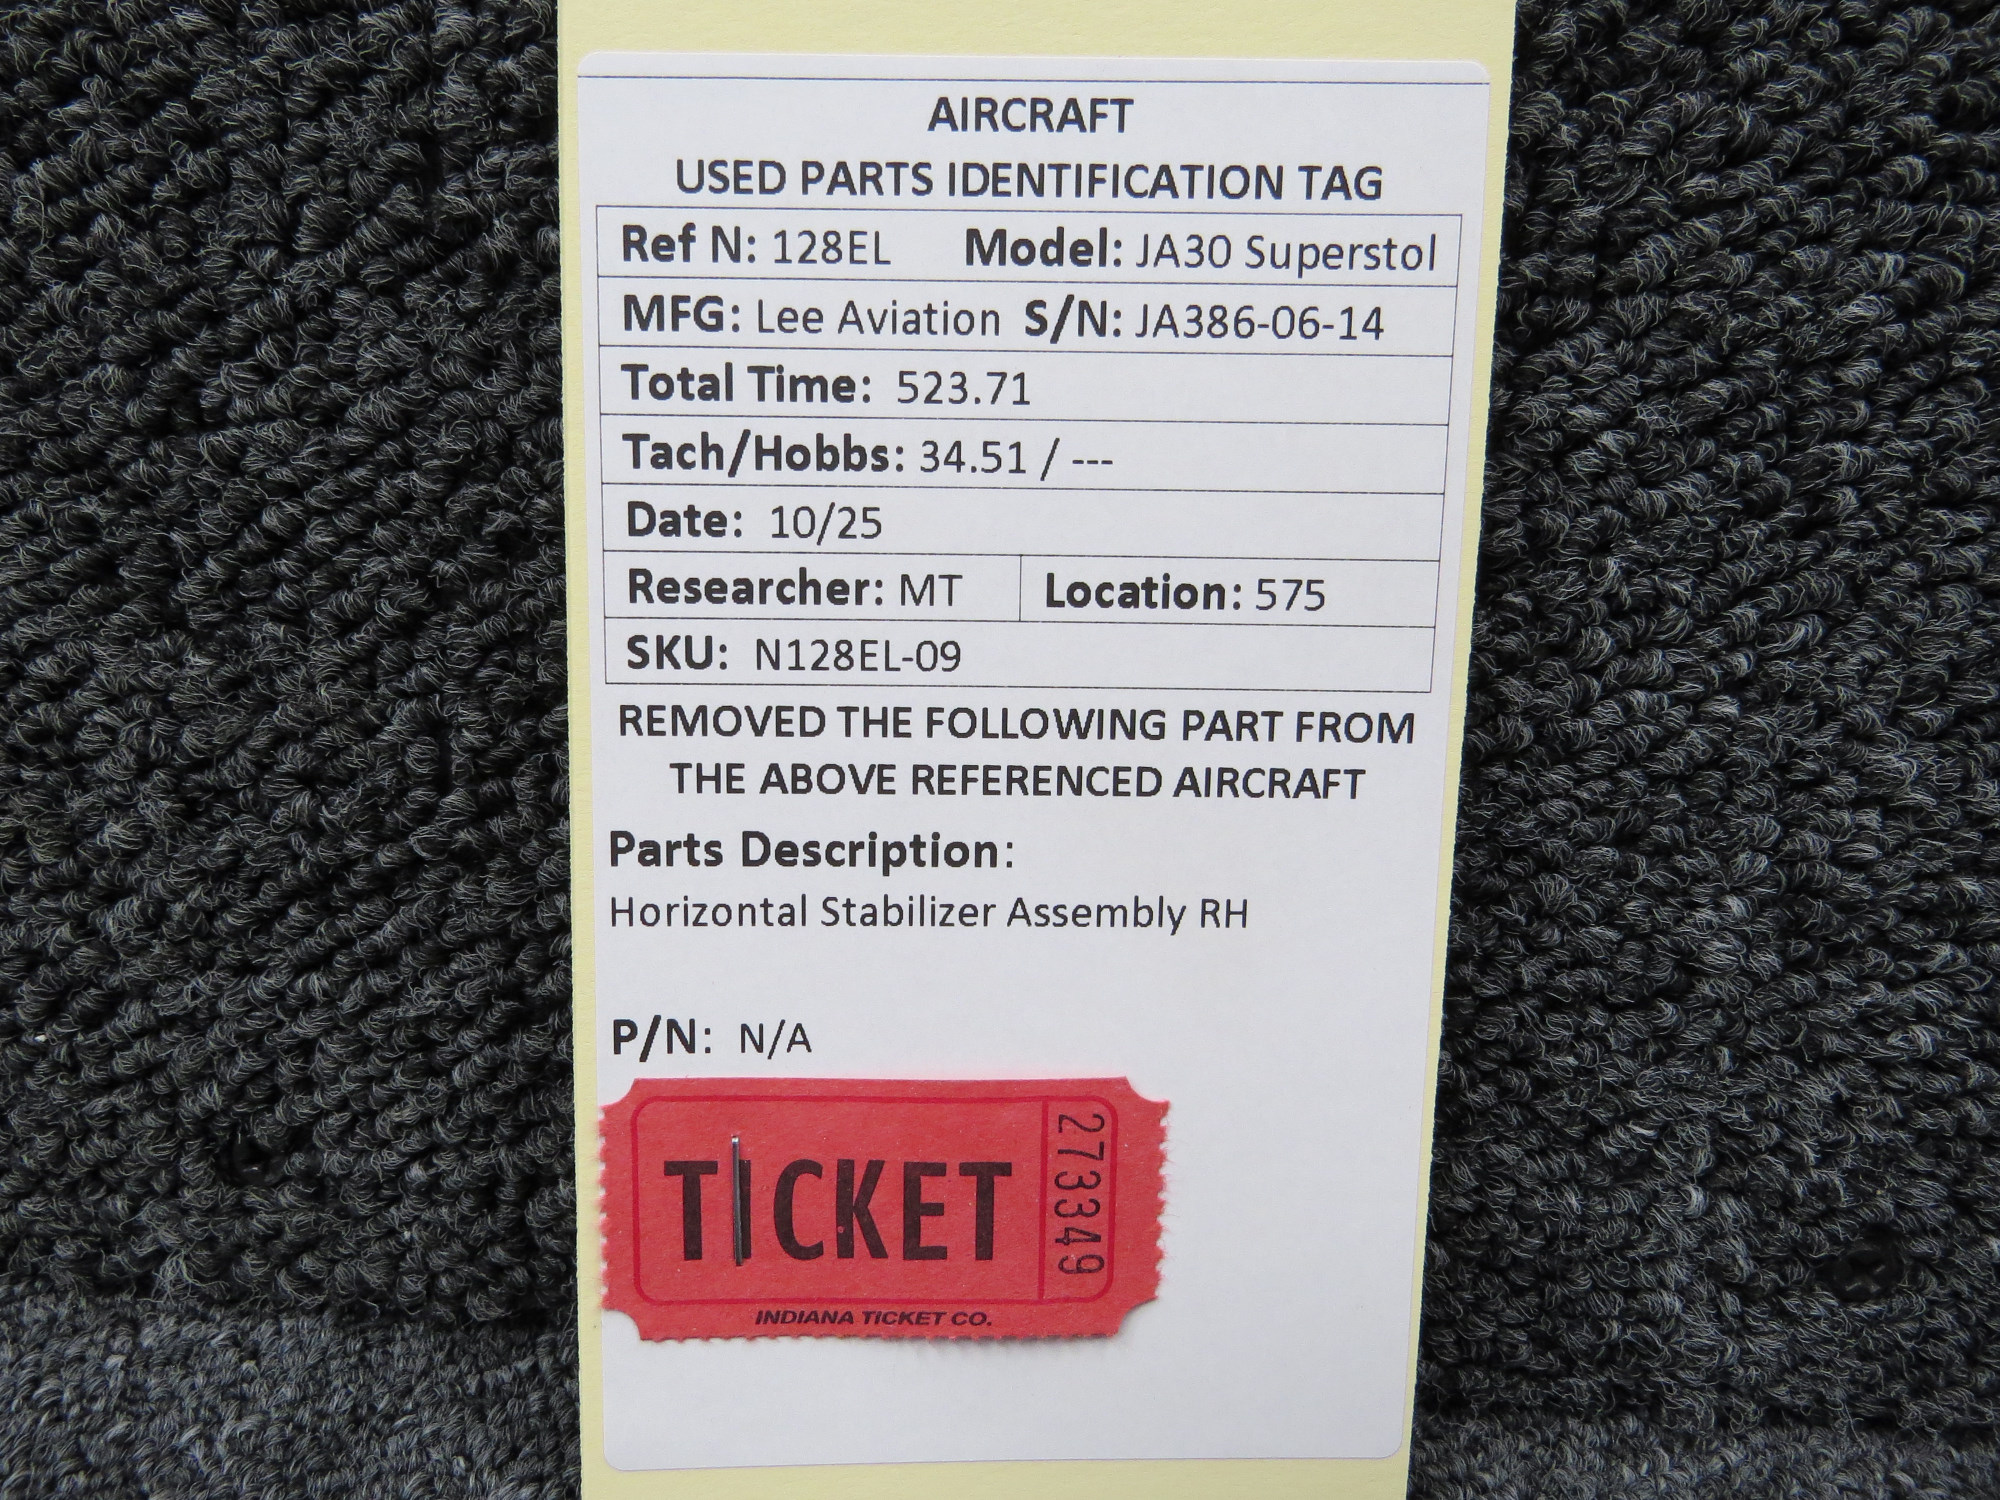 AIRCRAFT
USED PARTS IDENTIFICATION TAG
Ref N: 128EL Model: JA30 Superstol
MFG: Lee Aviation S/N: JA386-06-14
Total Time: 523.71
Tach/Hobbs: 34.51 / ---
Date: 10/25
Researcher: MT Location: 575
SKU: N128EL-09
REMOVED THE FOLLOWING PART FROM
THE ABOVE REFERENCED AIRCRAFT
Parts Description:
Horizontal Stabilizer Assembly RH
P/N: N/A
TICKET
273349
INDIANA TICKET CO.